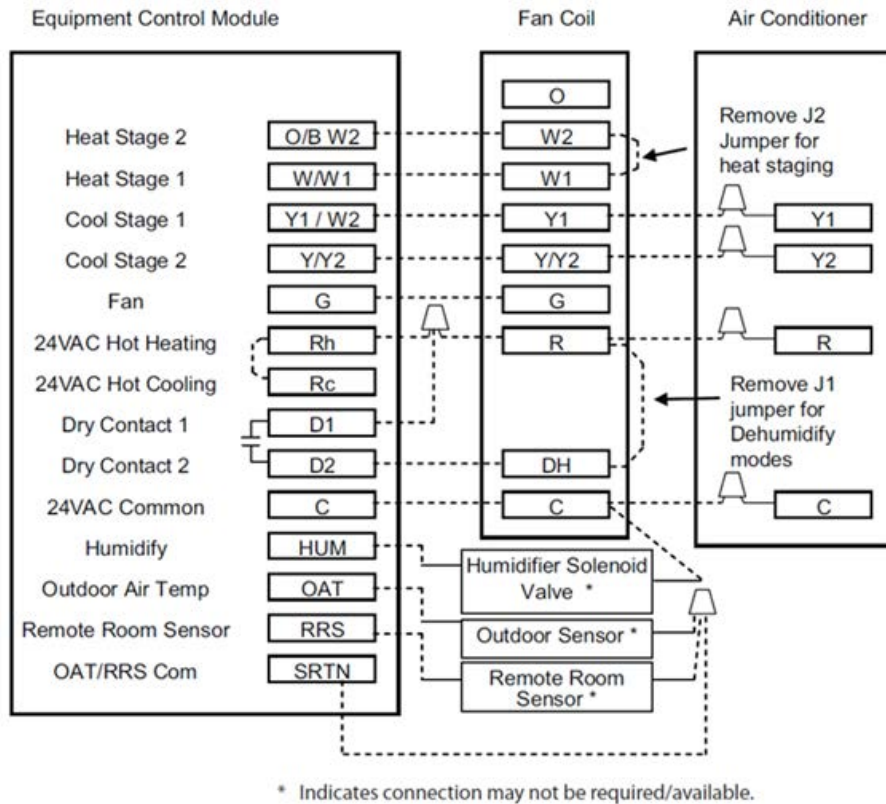 Equipment Control Module
Fan Coil
Air Conditioner
O
Heat Stage 2
O/B W2
W2
Remove J2
Jumper for
heat staging
Heat Stage 1
W/W1
W1
Cool Stage 1
Y1 / W2
Y1
Y1
Cool Stage 2
Y/Y2
Y/Y2
Y2
Fan
G
G
24VAC Hot Heating
Rh
R
R
24VAC Hot Cooling
Rc
Remove J1
jumper for
Dehumidify
modes
Dry Contact 1
D1
Dry Contact 2
D2
DH
24VAC Common
C
C
C
Humidify
HUM
Humidifier Solenoid
Valve *
Outdoor Air Temp
OAT
Outdoor Sensor *
Remote Room Sensor
RRS
Remote Room
Sensor *
OAT/RRS Com
SRTN
* Indicates connection may not be required/available.